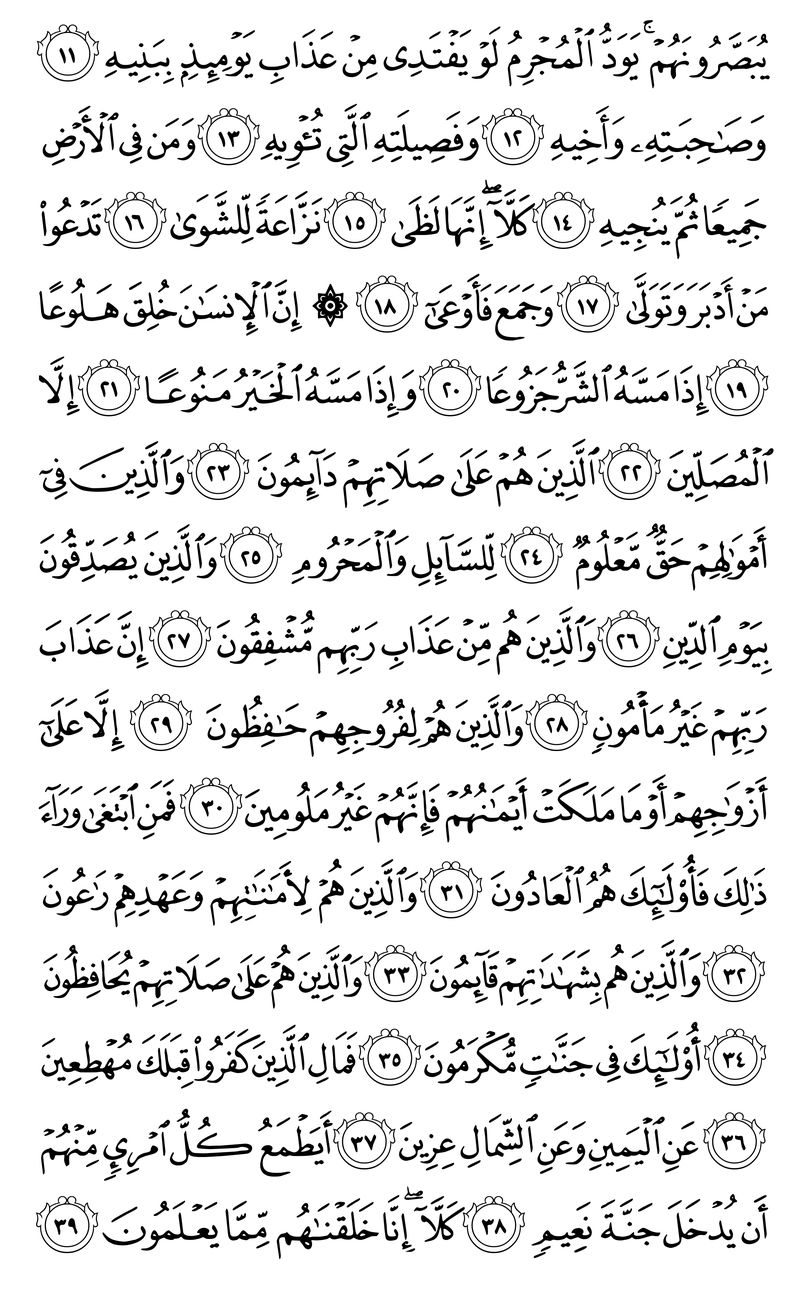 يُبَصَّرُونَهُمْ ۚ يَوَدُّ ٱلْمُجْرِمُ لَوْ يَفْتَدِى مِنْ عَذَابِ يَوْمِئِذٍۭ بِبَنِيهِ ١١
وَصَـٰحِبَتِهِۦ وَأَخِيهِ ١٢ وَفَصِيلَتِهِ ٱلَّتِى تُـْٔوِيهِ ١٣ وَمَن فِى ٱلْأَرْضِ
جَمِيعًا ثُمَّ يُنجِيهِ ١٤ كَلَّآ ۖ إِنَّهَا لَظَىٰ ١٥ نَزَّاعَةً لِّلشَّوَىٰ ١٦ تَدْعُوا۟
مَنْ أَدْبَرَ وَتَوَلَّىٰ ١٧ وَجَمَعَ فَأَوْعَىٰٓ ١٨ ۞ إِنَّ ٱلْإِنسَـٰنَ خُلِقَ هَلُوعًا
١٩ إِذَا مَسَّهُ ٱلشَّرُّ جَزُوعًا ٢٠ وَإِذَا مَسَّهُ ٱلْخَيْرُ مَنُوعًا ٢١ إِلَّا
ٱلْمُصَلِّينَ ٢٢ ٱلَّذِينَ هُمْ عَلَىٰ صَلَاتِهِمْ دَآئِمُونَ ٢٣ وَٱلَّذِينَ فِىٓ
أَمْوَٰلِهِمْ حَقٌّ مَّعْلُومٌ ٢٤ لِّلسَّآئِلِ وَٱلْمَحْرُومِ ٢٥ وَٱلَّذِينَ يُصَدِّقُونَ
بِيَوْمِ ٱلدِّينِ ٢٦ وَٱلَّذِينَ هُم مِّنْ عَذَابِ رَبِّهِم مُّشْفِقُونَ ٢٧ إِنَّ عَذَابَ
رَبِّهِمْ غَيْرُ مَأْمُونٍ ٢٨ وَٱلَّذِينَ هُمْ لِفُرُوجِهِمْ حَـٰفِظُونَ ٢٩ إِلَّا عَلَىٰٓ
أَزْوَٰجِهِمْ أَوْ مَا مَلَكَتْ أَيْمَـٰنُهُمْ فَإِنَّهُمْ غَيْرُ مَلُومِينَ ٣٠ فَمَنِ ٱبْتَغَىٰ وَرَآءَ
ذَٰلِكَ فَأُو۟لَـٰٓئِكَ هُمُ ٱلْعَادُونَ ٣١ وَٱلَّذِينَ هُمْ لِأَمَـٰنَـٰتِهِمْ وَعَهْدِهِمْ رَٰعُونَ
٣٢ وَٱلَّذِينَ هُم بِشَهَـٰدَٰتِهِمْ قَآئِمُونَ ٣٣ وَٱلَّذِينَ هُمْ عَلَىٰ صَلَاتِهِمْ يُحَافِظُونَ
٣٤ أُو۟لَـٰٓئِكَ فِى جَنَّـٰتٍ مُّكْرَمُونَ ٣٥ فَمَالِ ٱلَّذِينَ كَفَرُوا۟ قِبَلَكَ مُهْطِعِينَ
٣٦ عَنِ ٱلْيَمِينِ وَعَنِ ٱلشِّمَالِ عِزِينَ ٣٧ أَيَطْمَعُ كُلُّ ٱمْرِئٍ مِّنْهُمْ
أَن يُدْخَلَ جَنَّةَ نَعِيمٍ ٣٨ كَلَّآ ۖ إِنَّا خَلَقْنَـٰهُم مِّمَّا يَعْلَمُونَ ٣٩